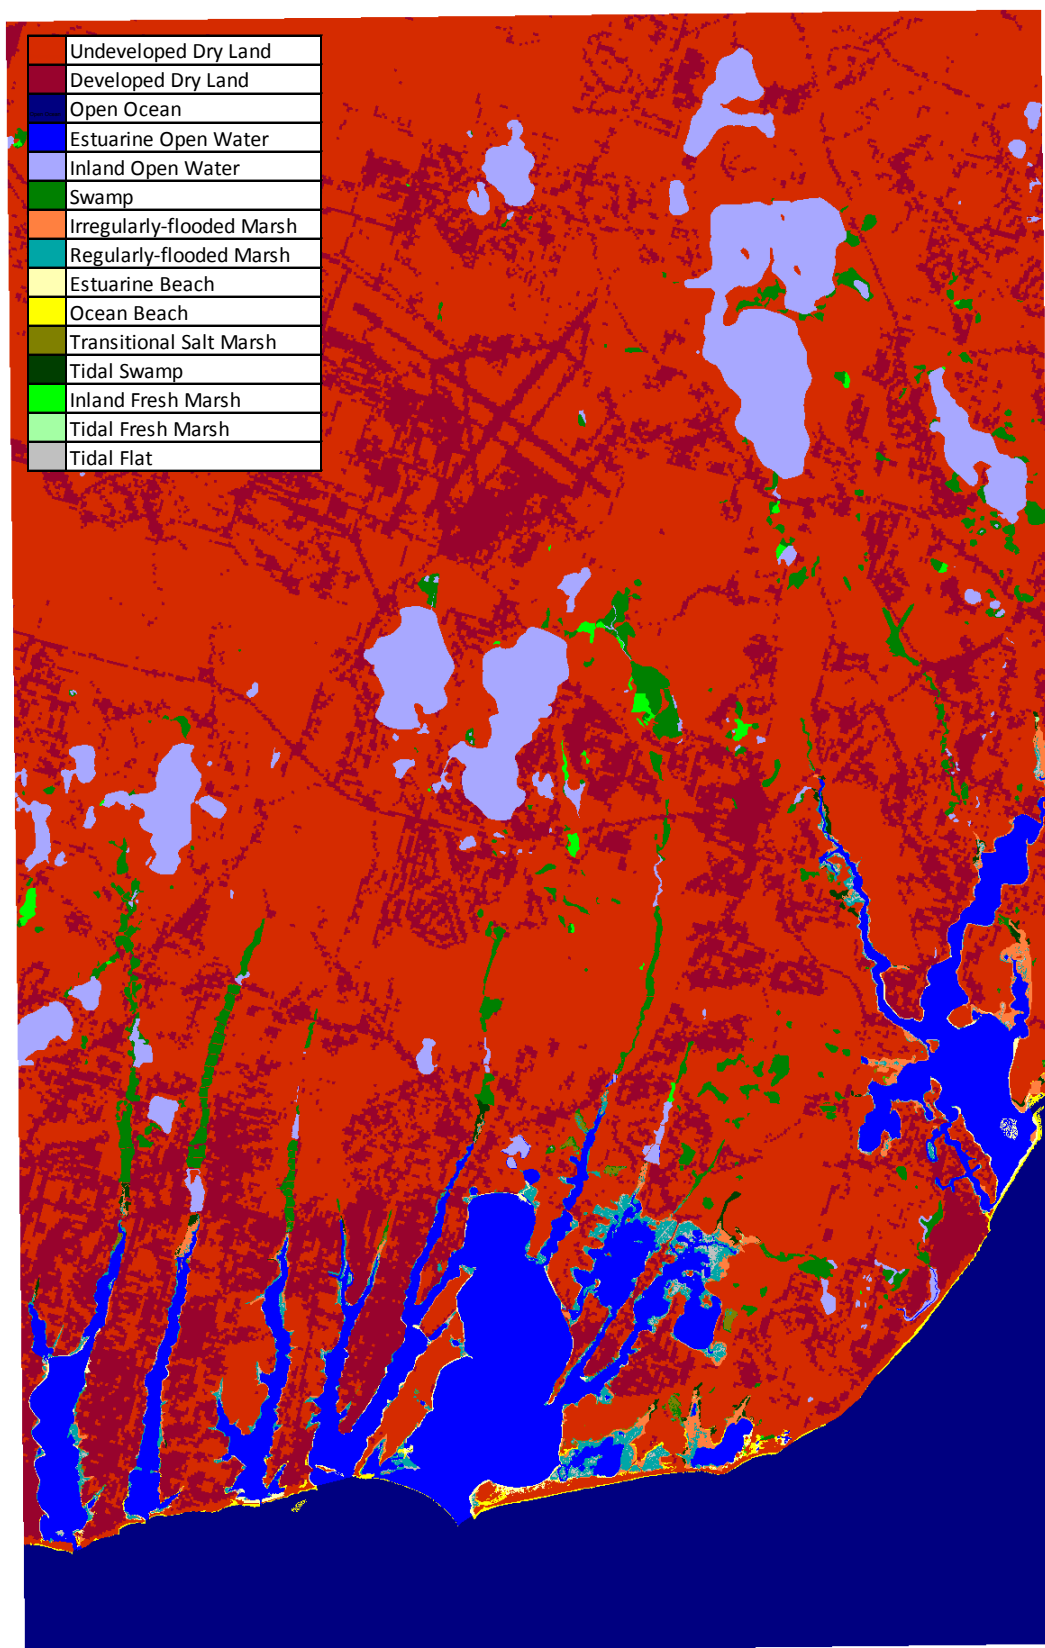 Undeveloped Dry Land
Developed Dry Land
Open Ocean
Estuarine Open Water
Inland Open Water
Swamp
Irregularly-flooded Marsh
Regularly-flooded Marsh
Estuarine Beach
Ocean Beach
Transitional Salt Marsh
Tidal Swamp
Inland Fresh Marsh
Tidal Fresh Marsh
Tidal Flat